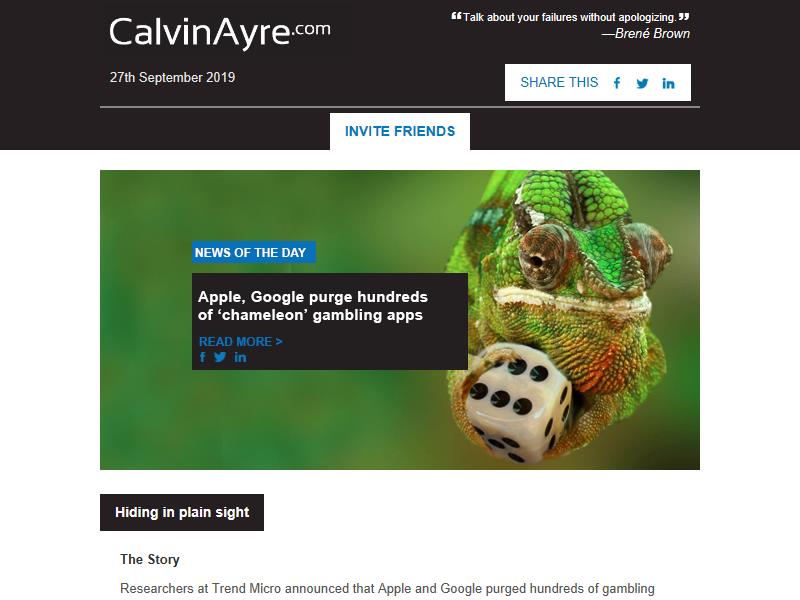 CalvinAyre.com
❝Talk about your failures without apologizing.❞
—Brené Brown
27th September 2019
SHARE THIS
INVITE FRIENDS
NEWS OF THE DAY
Apple, Google purge hundreds
of ‘chameleon’ gambling apps
READ MORE >
Hiding in plain sight
The Story
Researchers at Trend Micro announced that Apple and Google purged hundreds of gambling